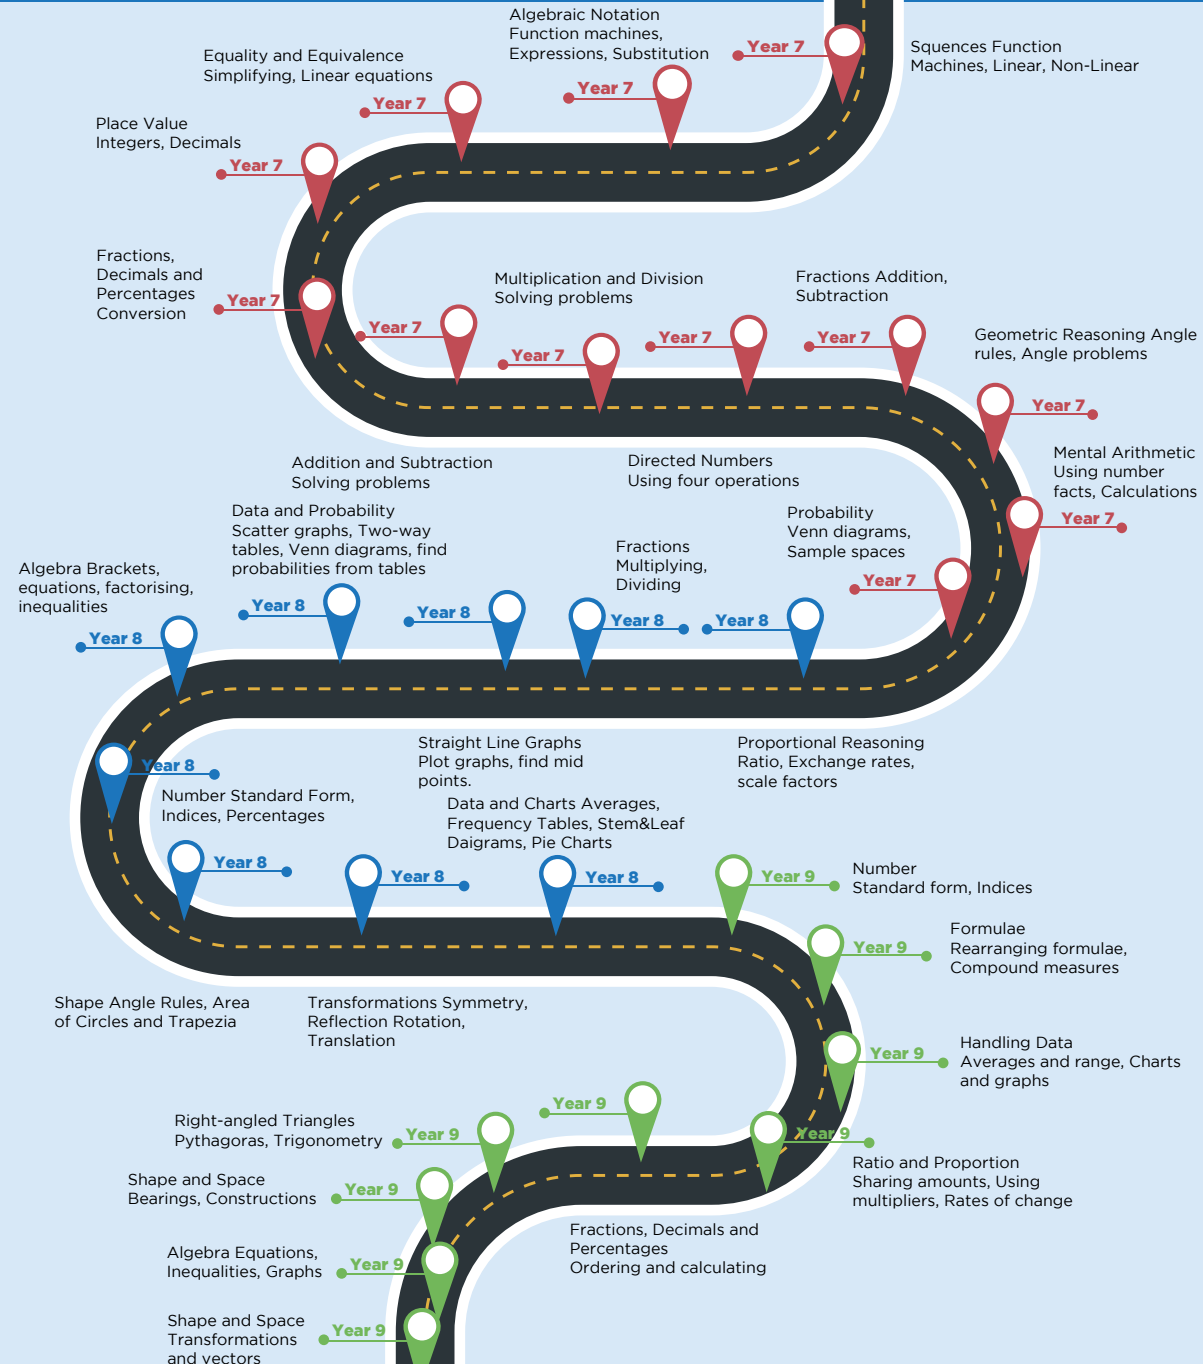 Algebraic Notation
Function machines,
Expressions, Substitution
Year 7
Squences Function
Machines, Linear, Non-Linear
Year 7
Equality and Equivalence
Simplifying, Linear equations
Year 7
Place Value
Integers, Decimals
Year 7
Fractions,
Decimals and
Percentages
Conversion
Year 7
Year 7
Multiplication and Division
Solving problems
Year 7
Year 7
Fractions Addition,
Subtraction
Year 7
Geometric Reasoning Angle
rules, Angle problems
Year 7
Addition and Subtraction
Solving problems
Directed Numbers
Using four operations
Mental Arithmetic
Using number
facts, Calculations
Year 7
Probability
Venn diagrams,
Sample spaces
Year 7
Fractions
Multiplying,
Dividing
Year 8
Year 8
Year 8
Data and Probability
Scatter graphs, Two-way
tables, Venn diagrams, find
probabilities from tables
Year 8
Algebra Brackets,
equations, factorising,
inequalities
Year 8
Straight Line Graphs
Plot graphs, find mid
points.
Proportional Reasoning
Ratio, Exchange rates,
scale factors
Year 8
Number Standard Form,
Indices, Percentages
Year 8
Year 8
Data and Charts Averages,
Frequency Tables, Stem&Leaf
Daigrams, Pie Charts
Year 8
Year 9
Number
Standard form, Indices
Year 9
Formulae
Rearranging formulae,
Compound measures
Shape Angle Rules, Area
of Circles and Trapezia
Transformations Symmetry,
Reflection Rotation,
Translation
Year 9
Handling Data
Averages and range, Charts
and graphs
Year 9
Ratio and Proportion
Sharing amounts, Using
multipliers, Rates of change
Year 9
Fractions, Decimals and
Percentages
Ordering and calculating
Right-angled Triangles
Pythagoras, Trigonometry
Year 9
Shape and Space
Bearings, Constructions
Year 9
Algebra Equations,
Inequalities, Graphs
Year 9
Shape and Space
Transformations
and vectors
Year 9